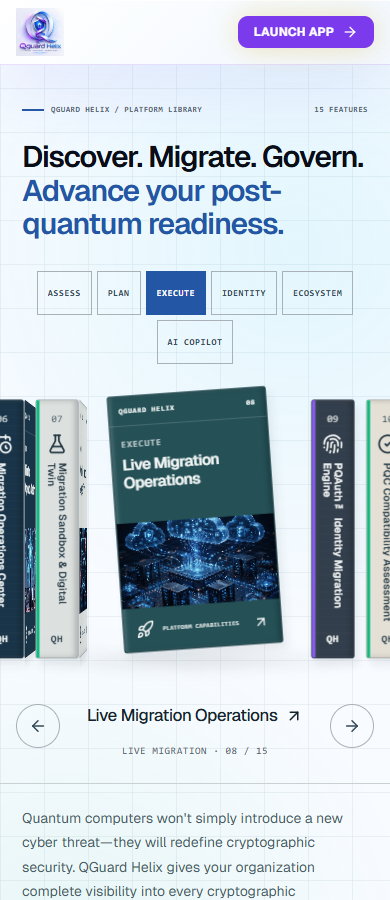 Qguard Helix
LAUNCH APP
QGUARD HELIX / PLATFORM LIBRARY
15 FEATURES
Discover. Migrate. Govern.
Advance your post-
quantum readiness.
ASSESS
PLAN
EXECUTE
IDENTITY
ECOSYSTEM
AI COPILOT
06
Migration Operations Center
07
Migration Sandbox & Digital
Twin
QH
QGUARD HELIX
08
EXECUTE
Live Migration
Operations
PLATFORM CAPABILITIES
09
PQAuth™ Identity Migration
Engine
QH
10
PQC Compatibility Assessment
QH
Live Migration Operations
LIVE MIGRATION · 08 / 15
Quantum computers won't simply introduce a new
cyber threat—they will redefine cryptographic
security. QGuard Helix gives your organization
complete visibility into every cryptographic